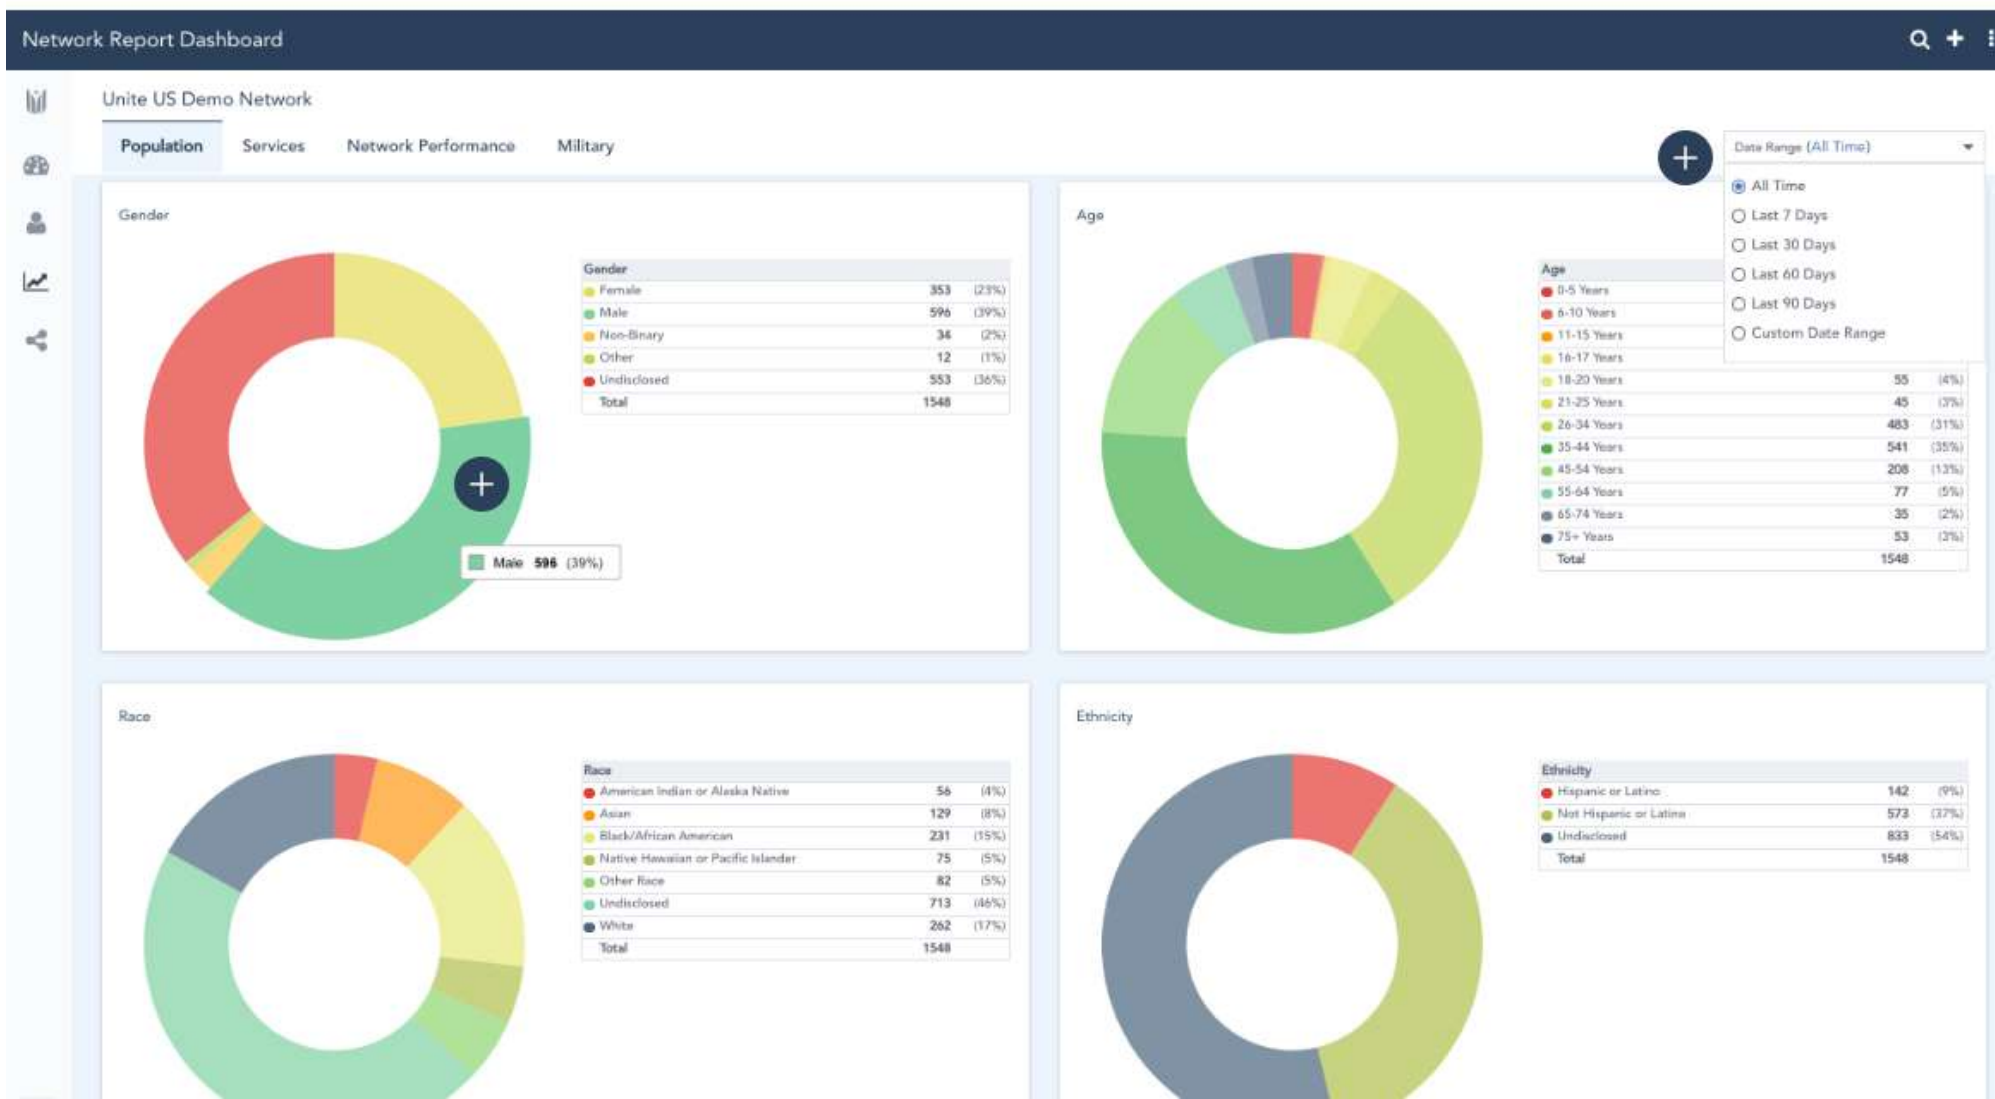 Network Report Dashboard
Unite US Demo Network
Population Services Network Performance Military
Date Range (All Time)
All Time
Last 7 Days
Last 30 Days
Last 60 Days
Last 90 Days
Custom Date Range
Gender
Gender
Female 353 (23%)
Male 596 (39%)
Non-Binary 34 (2%)
Other 12 (1%)
Undisclosed 553 (36%)
Total 1548
Male 596 (39%)
Age
Age
0-5 Years
6-10 Years
11-15 Years
16-17 Years
18-20 Years 55 (4%)
21-25 Years 45 (3%)
26-34 Years 483 (31%)
35-44 Years 541 (35%)
45-54 Years 208 (13%)
55-64 Years 77 (5%)
65-74 Years 35 (2%)
75+ Years 53 (3%)
Total 1548
Race
Race
American Indian or Alaska Native 56 (4%)
Asian 129 (8%)
Black/African American 231 (15%)
Native Hawaiian or Pacific Islander 75 (5%)
Other Race 82 (5%)
Undisclosed 713 (46%)
White 262 (17%)
Total 1548
Ethnicity
Ethnicity
Hispanic or Latino 142 (9%)
Not Hispanic or Latino 573 (37%)
Undisclosed 833 (54%)
Total 1548